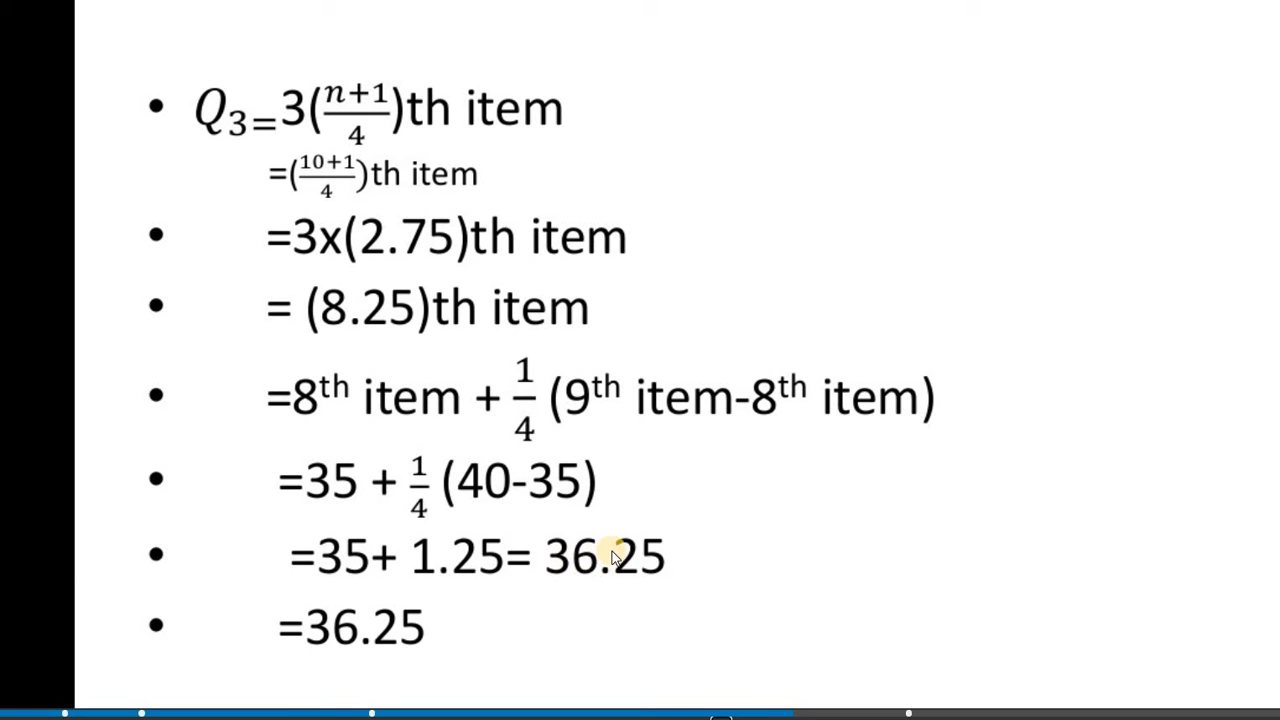 • Q₃₌3((n+1)/4)th item
=((10+1)/4)th item
• =3x(2.75)th item
• = (8.25)th item
• =8ᵗʰ item + 1/4 (9ᵗʰ item-8ᵗʰ item)
• =35 + 1/4 (40-35)
• =35+ 1.25= 36.25
• =36.25